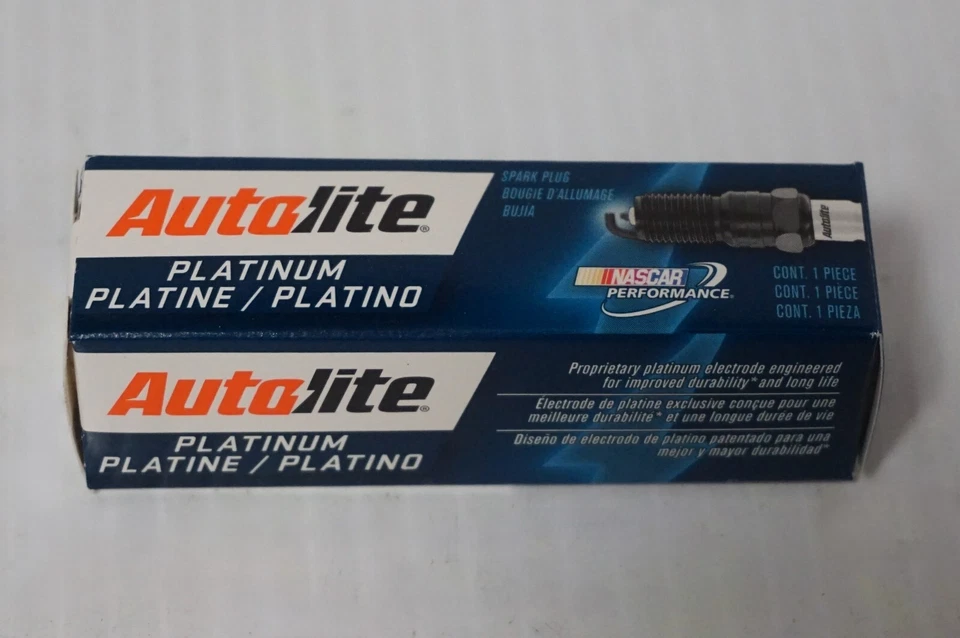 Autolite®
PLATINUM
PLATINE / PLATINO
SPARK PLUG
BOUGIE D'ALLUMAGE
BUJIA
Autolite
NASCAR
PERFORMANCE®
CONT. 1 PIECE
CONT. 1 PIECE
CONT. 1 PIEZA
Autolite®
PLATINUM
PLATINE / PLATINO
Proprietary platinum electrode engineered
for improved durability* and long life
Électrode de platine exclusive conçue pour une
meilleure durabilité* et une longue durée de vie
Diseño de electrodo de platino patentado para una
mejor y mayor durabilidad*